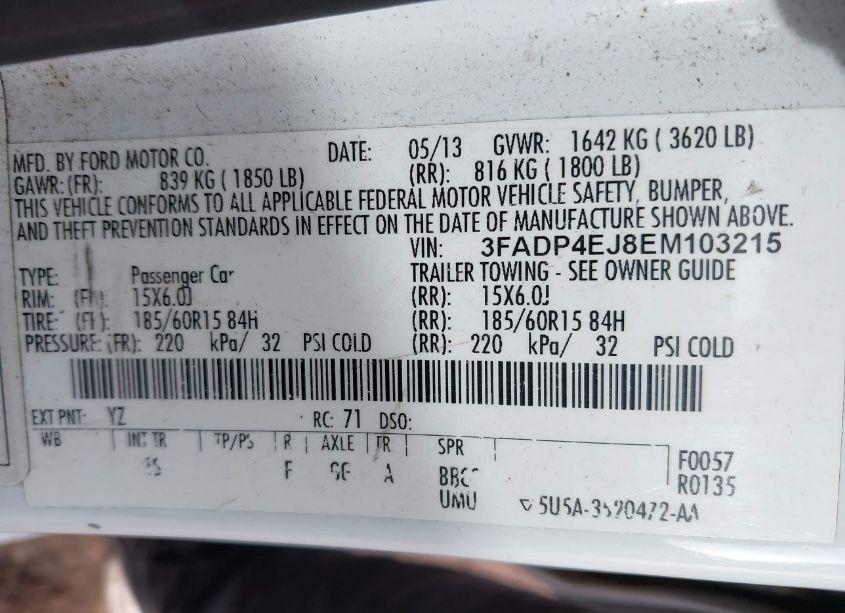 MFD. BY FORD MOTOR CO. DATE: 05/13 GVWR: 1642 KG ( 3620 LB)
GAWR: (FR): 839 KG ( 1850 LB) (RR): 816 KG ( 1800 LB)
THIS VEHICLE CONFORMS TO ALL APPLICABLE FEDERAL MOTOR VEHICLE SAFETY, BUMPER,
AND THEFT PREVENTION STANDARDS IN EFFECT ON THE DATE OF MANUFACTURE SHOWN ABOVE.
VIN: 3FADP4EJ8EM103215
TYPE: Passenger Car TRAILER TOWING - SEE OWNER GUIDE
RIM: 15X6.0J (RR): 15X6.0J
TIRE: 185/60R15 84H (RR): 185/60R15 84H
PRESSURE: (FR): 220 kPa/ 32 PSI COLD (RR): 220 kPa/ 32 PSI COLD
EXT PNT: YZ RC: 71 DSO:
WB INT TR TP/PS R AXLE TR SPR
F A F0057
UMU R0135